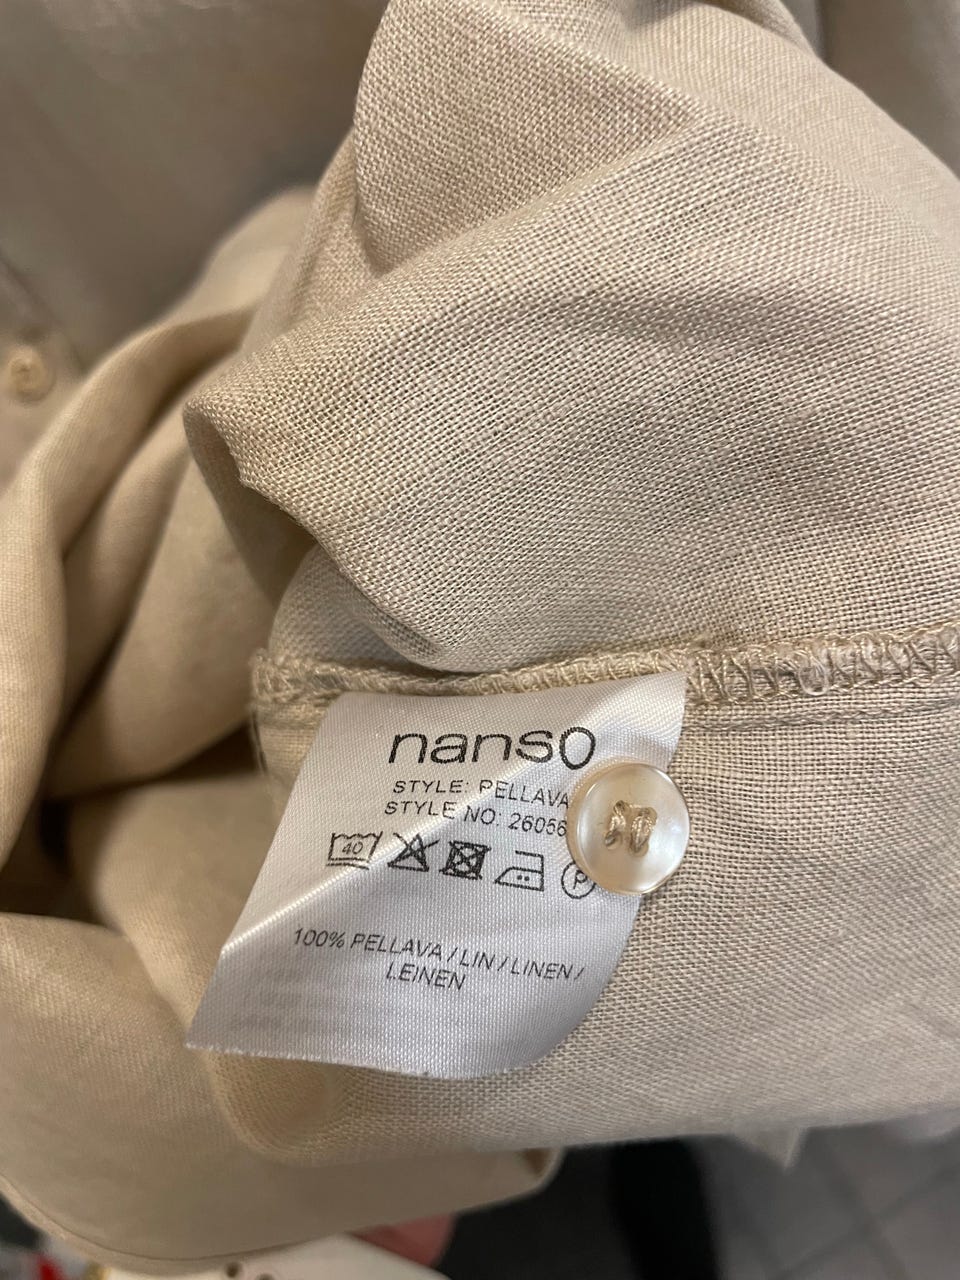 nanso
STYLE: PELLAVA
STYLE NO: 26056
40
P
100% PELLAVA / LIN / LINEN /
LEINEN